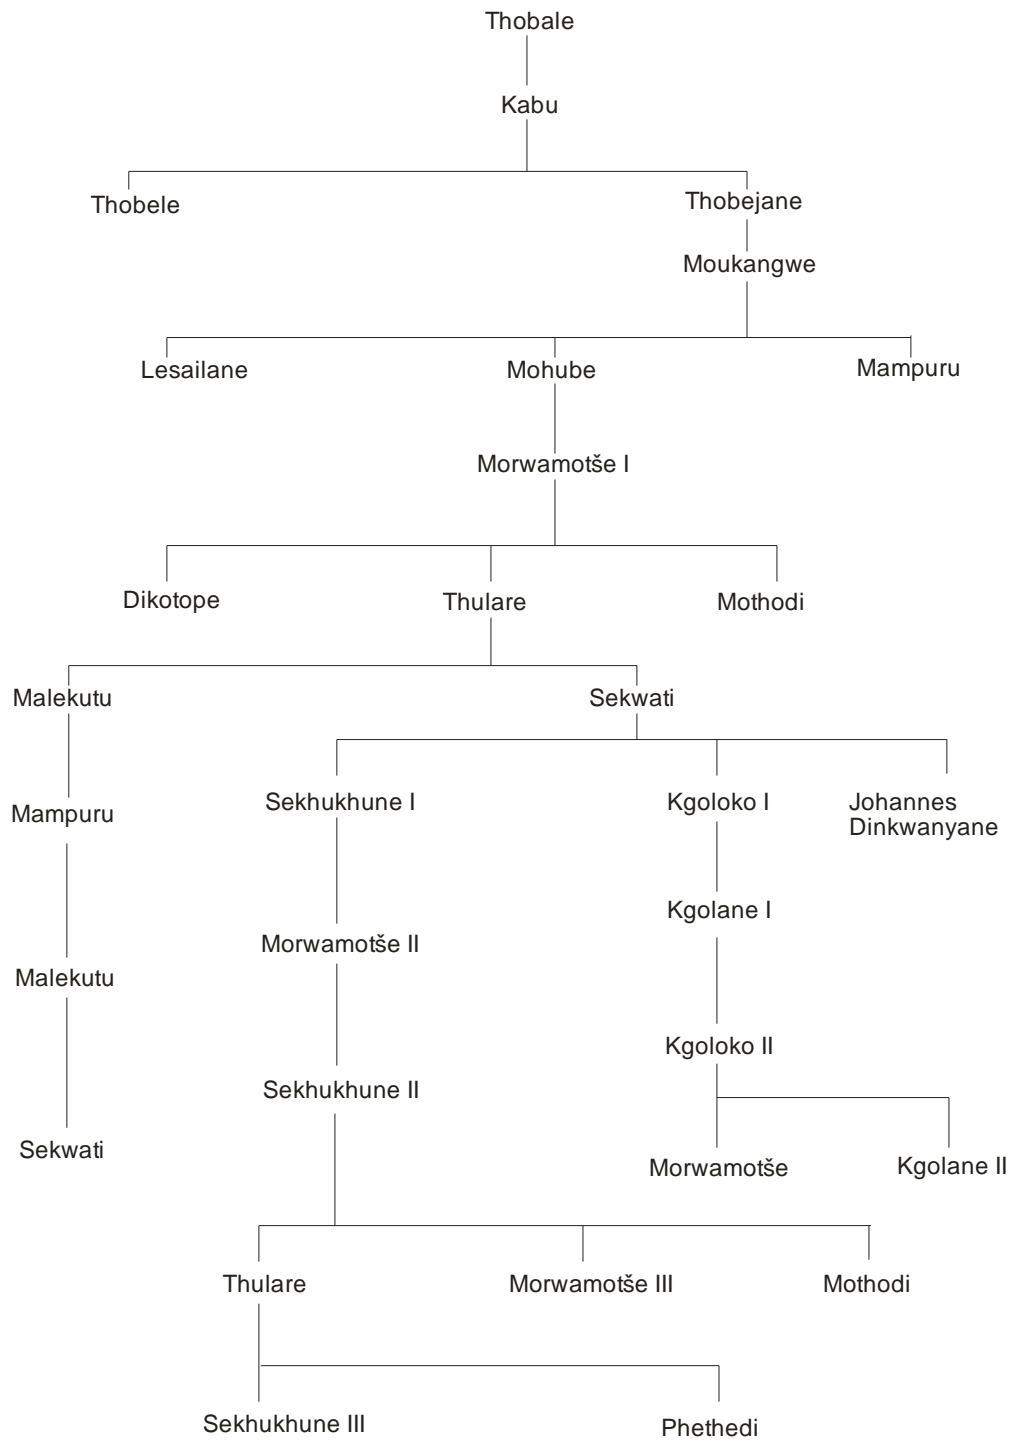 Thobale
Kabu
Thobele
Thobejane
Moukangwe
Lesailane
Mohube
Mampuru
Morwamotše I
Dikotope
Thulare
Mothodi
Malekutu
Sekwati
Mampuru
Sekhukhune I
Kgoloko I
Johannes
Dinkwanyane
Kgolane I
Morwamotše II
Malekutu
Kgoloko II
Sekhukhune II
Sekwati
Morwamotše
Kgolane II
Thulare
Morwamotše III
Mothodi
Sekhukhune III
Phethedi